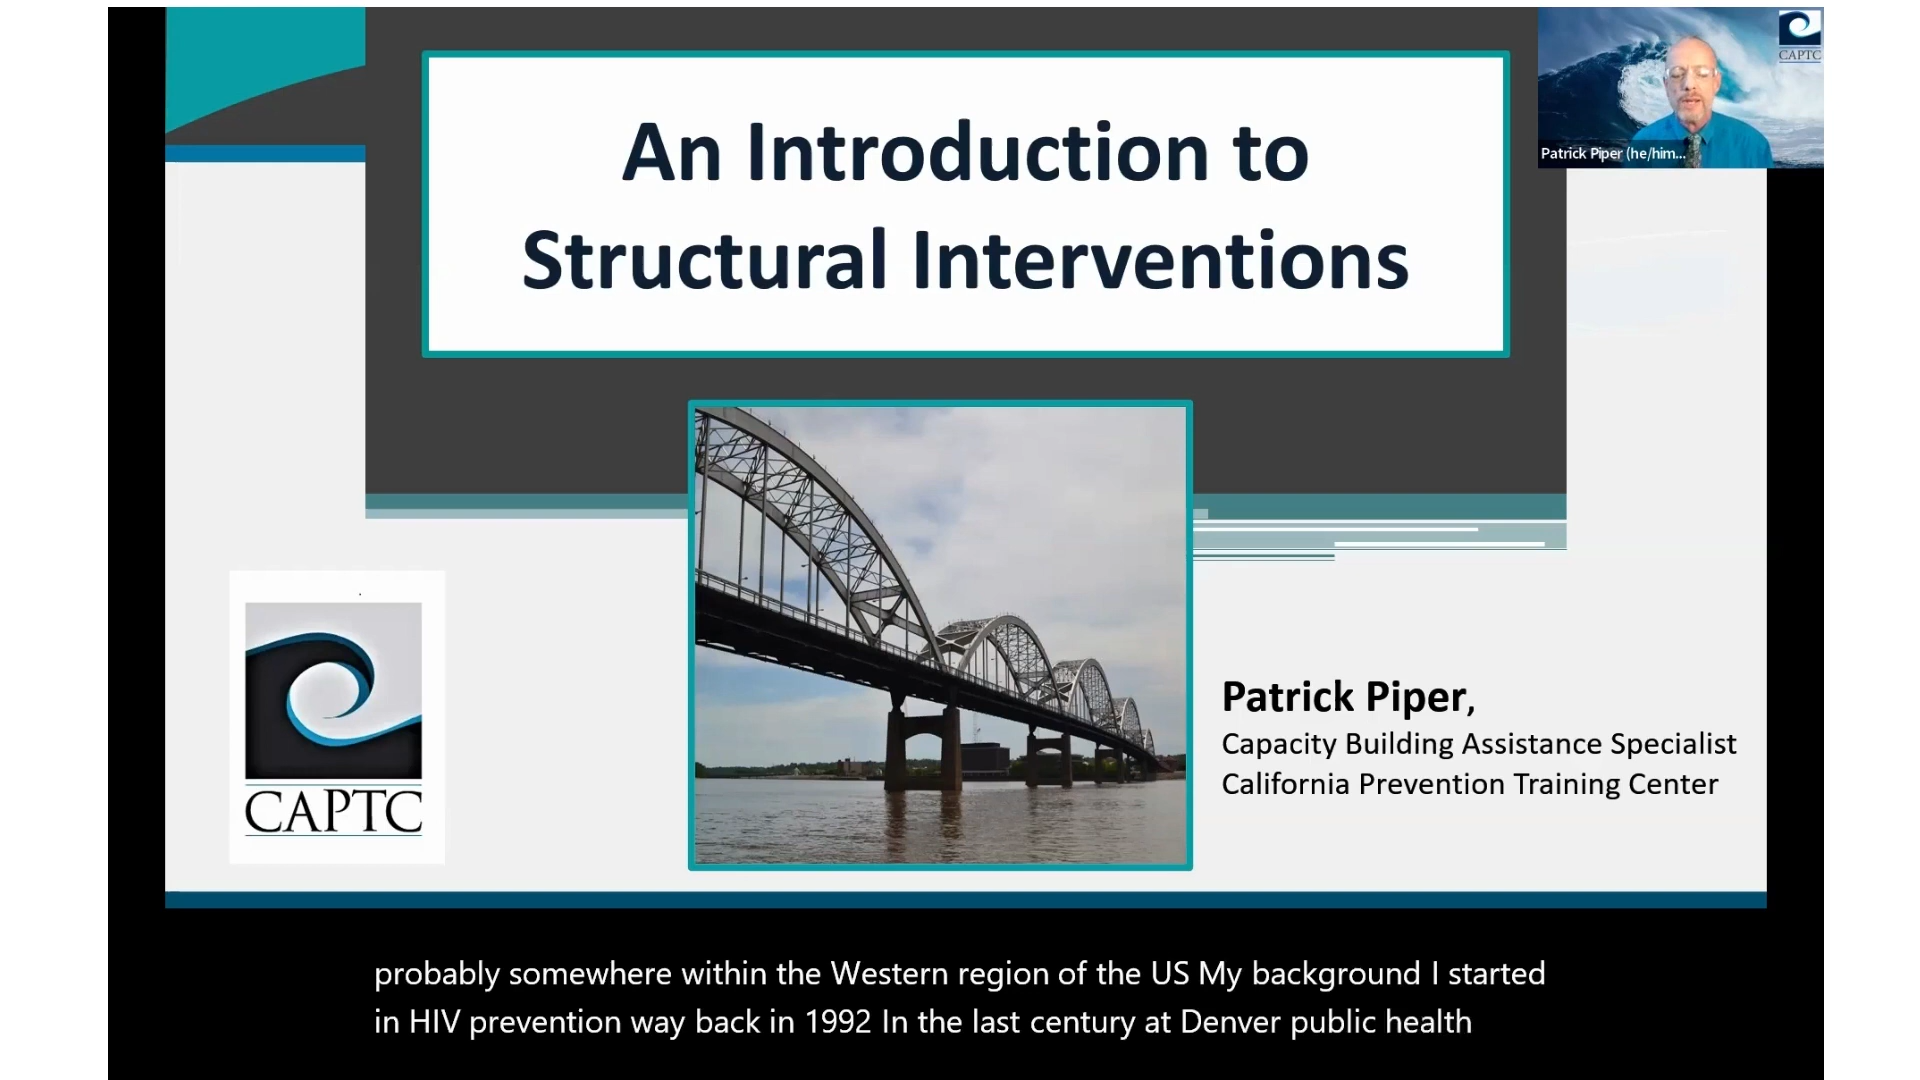 An Introduction to
Structural Interventions
CAPTC
Patrick Piper (he/him...
CAPTC
Patrick Piper,
Capacity Building Assistance Specialist
California Prevention Training Center
probably somewhere within the Western region of the US My background I started
in HIV prevention way back in 1992 In the last century at Denver public health